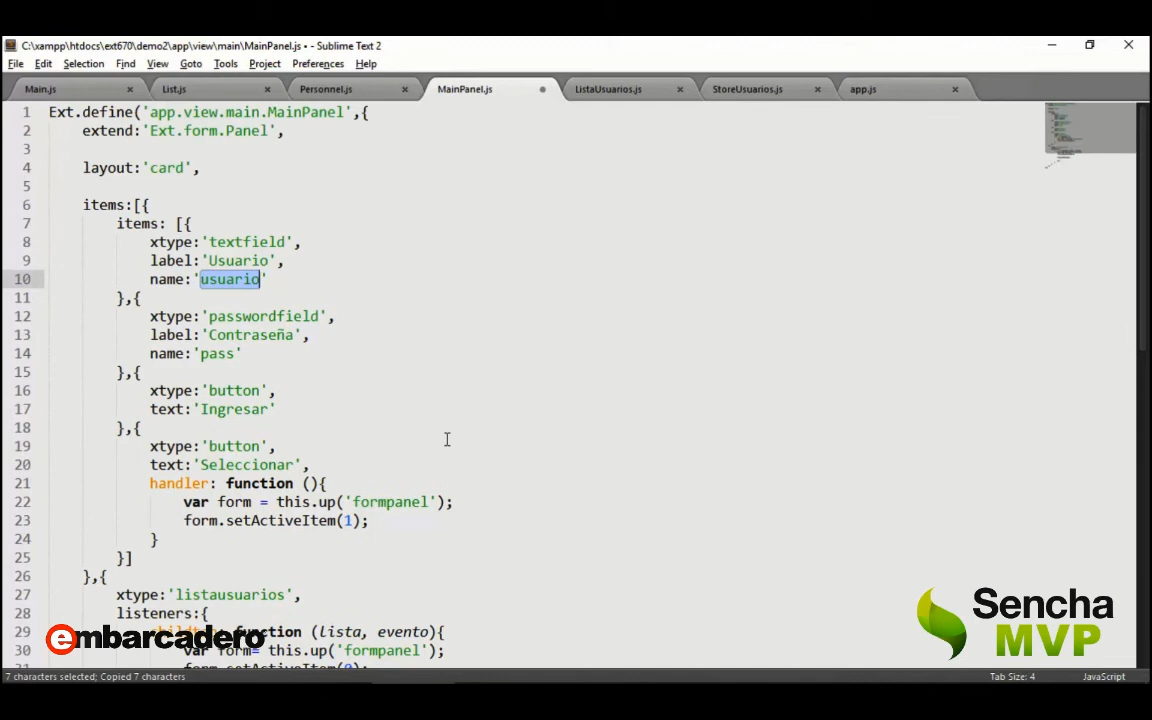 C:\xampp\htdocs\ext670\demo2\app\view\main\MainPanel.js • - Sublime Text 2
File Edit Selection Find View Goto Tools Project Preferences Help
Main.js List.js Personnel.js MainPanel.js ListaUsuarios.js StoreUsuarios.js app.js
1 Ext.define('app.view.main.MainPanel',{
2 extend:'Ext.form.Panel',
3
4 layout:'card',
5
6 items:[{
7 items: [{
8 xtype:'textfield',
9 label:'Usuario',
10 name:'usuario'
11 },{
12 xtype:'passwordfield',
13 label:'Contraseña',
14 name:'pass'
15 },{
16 xtype:'button',
17 text:'Ingresar'
18 },{
19 xtype:'button',
20 text:'Seleccionar',
21 handler: function (){
22 var form = this.up('formpanel');
23 form.setActiveItem(1);
24 }
25 }]
26 },{
27 xtype:'listausuarios',
28 listeners:{
29 function (lista, evento){
30 var form= this.up('formpanel');
31 form.setActiveItem(0);
embarcadero
Sencha
MVP
7 characters selected; Copied 7 characters Tab Size: 4 JavaScript